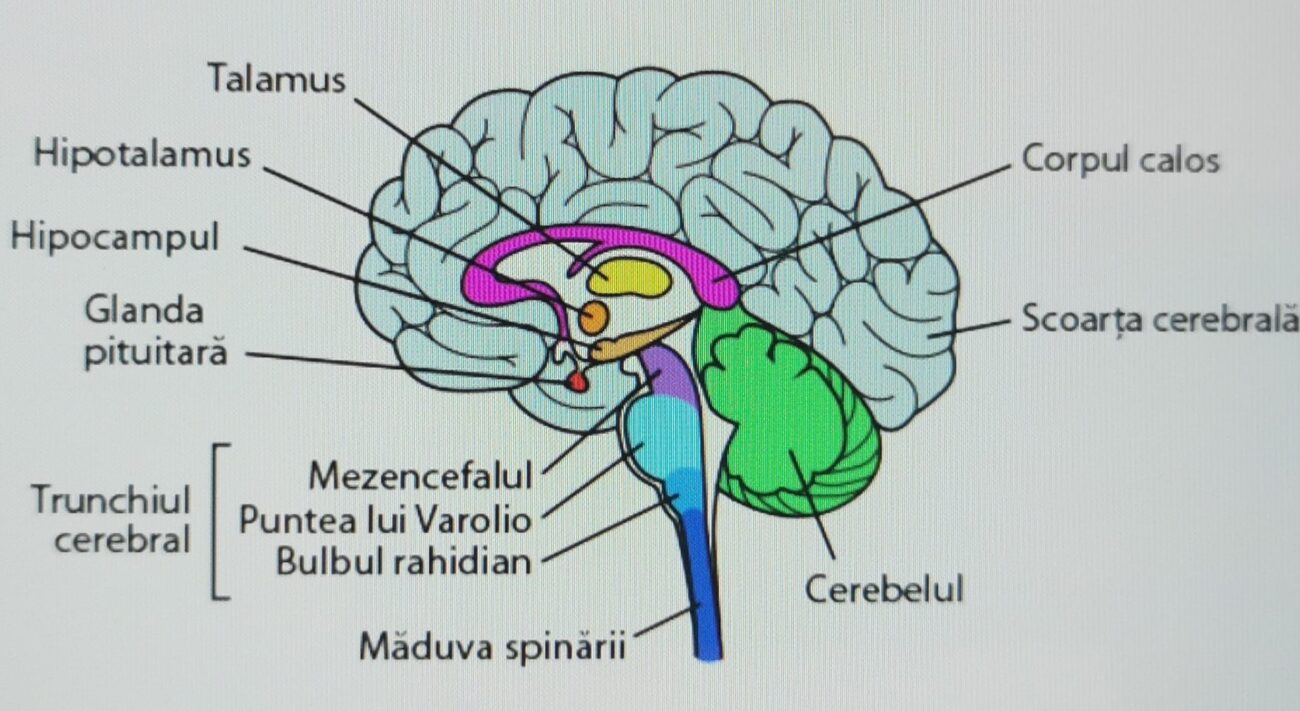 Talamus
Hipotalamus
Hipocampul
Glanda
pituitară
Trunchiul
cerebral
Mezencefalul
Puntea lui Varolio
Bulbul rahidian
Măduva spinării
Corpul calos
Scoarța cerebrală
Cerebelul